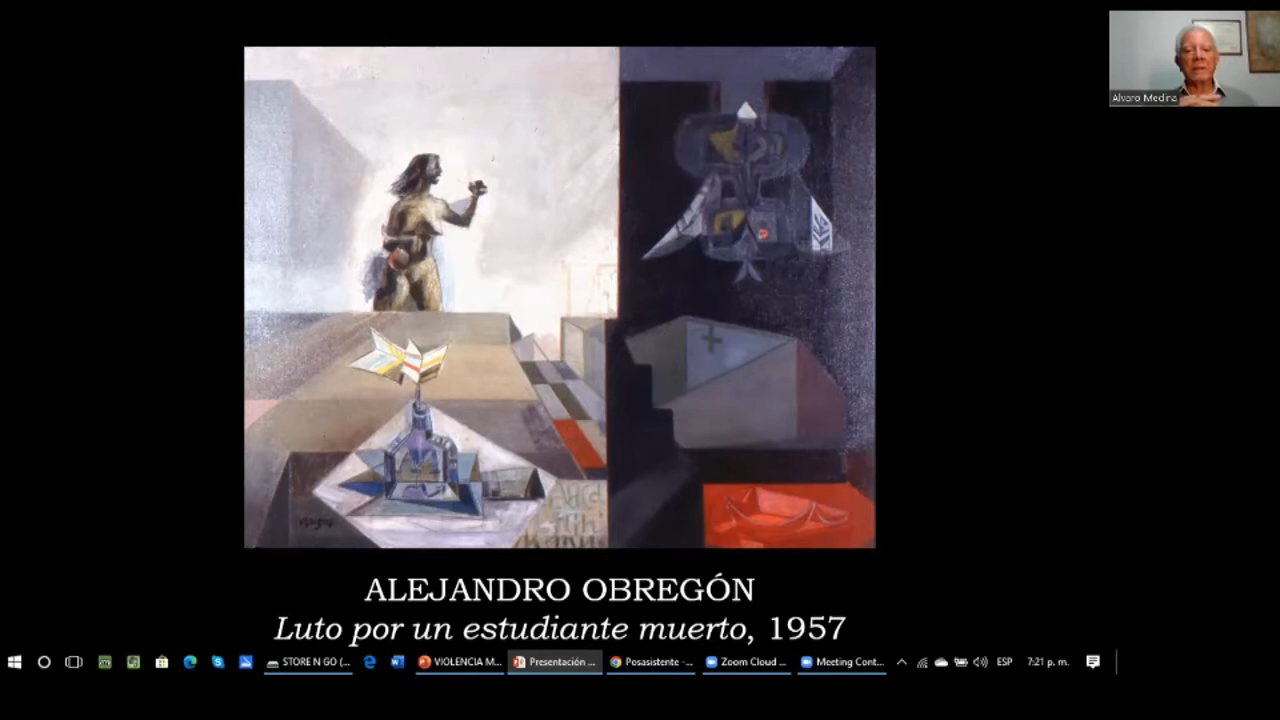 Alvaro Medina
ALEJANDRO OBREGÓN
Luto por un estudiante muerto, 1957
STORE N GO (... VIOLENCIA M... Presentación ... Posasistente -... Zoom Cloud ... Meeting Cont... ESP 7:21 p. m.